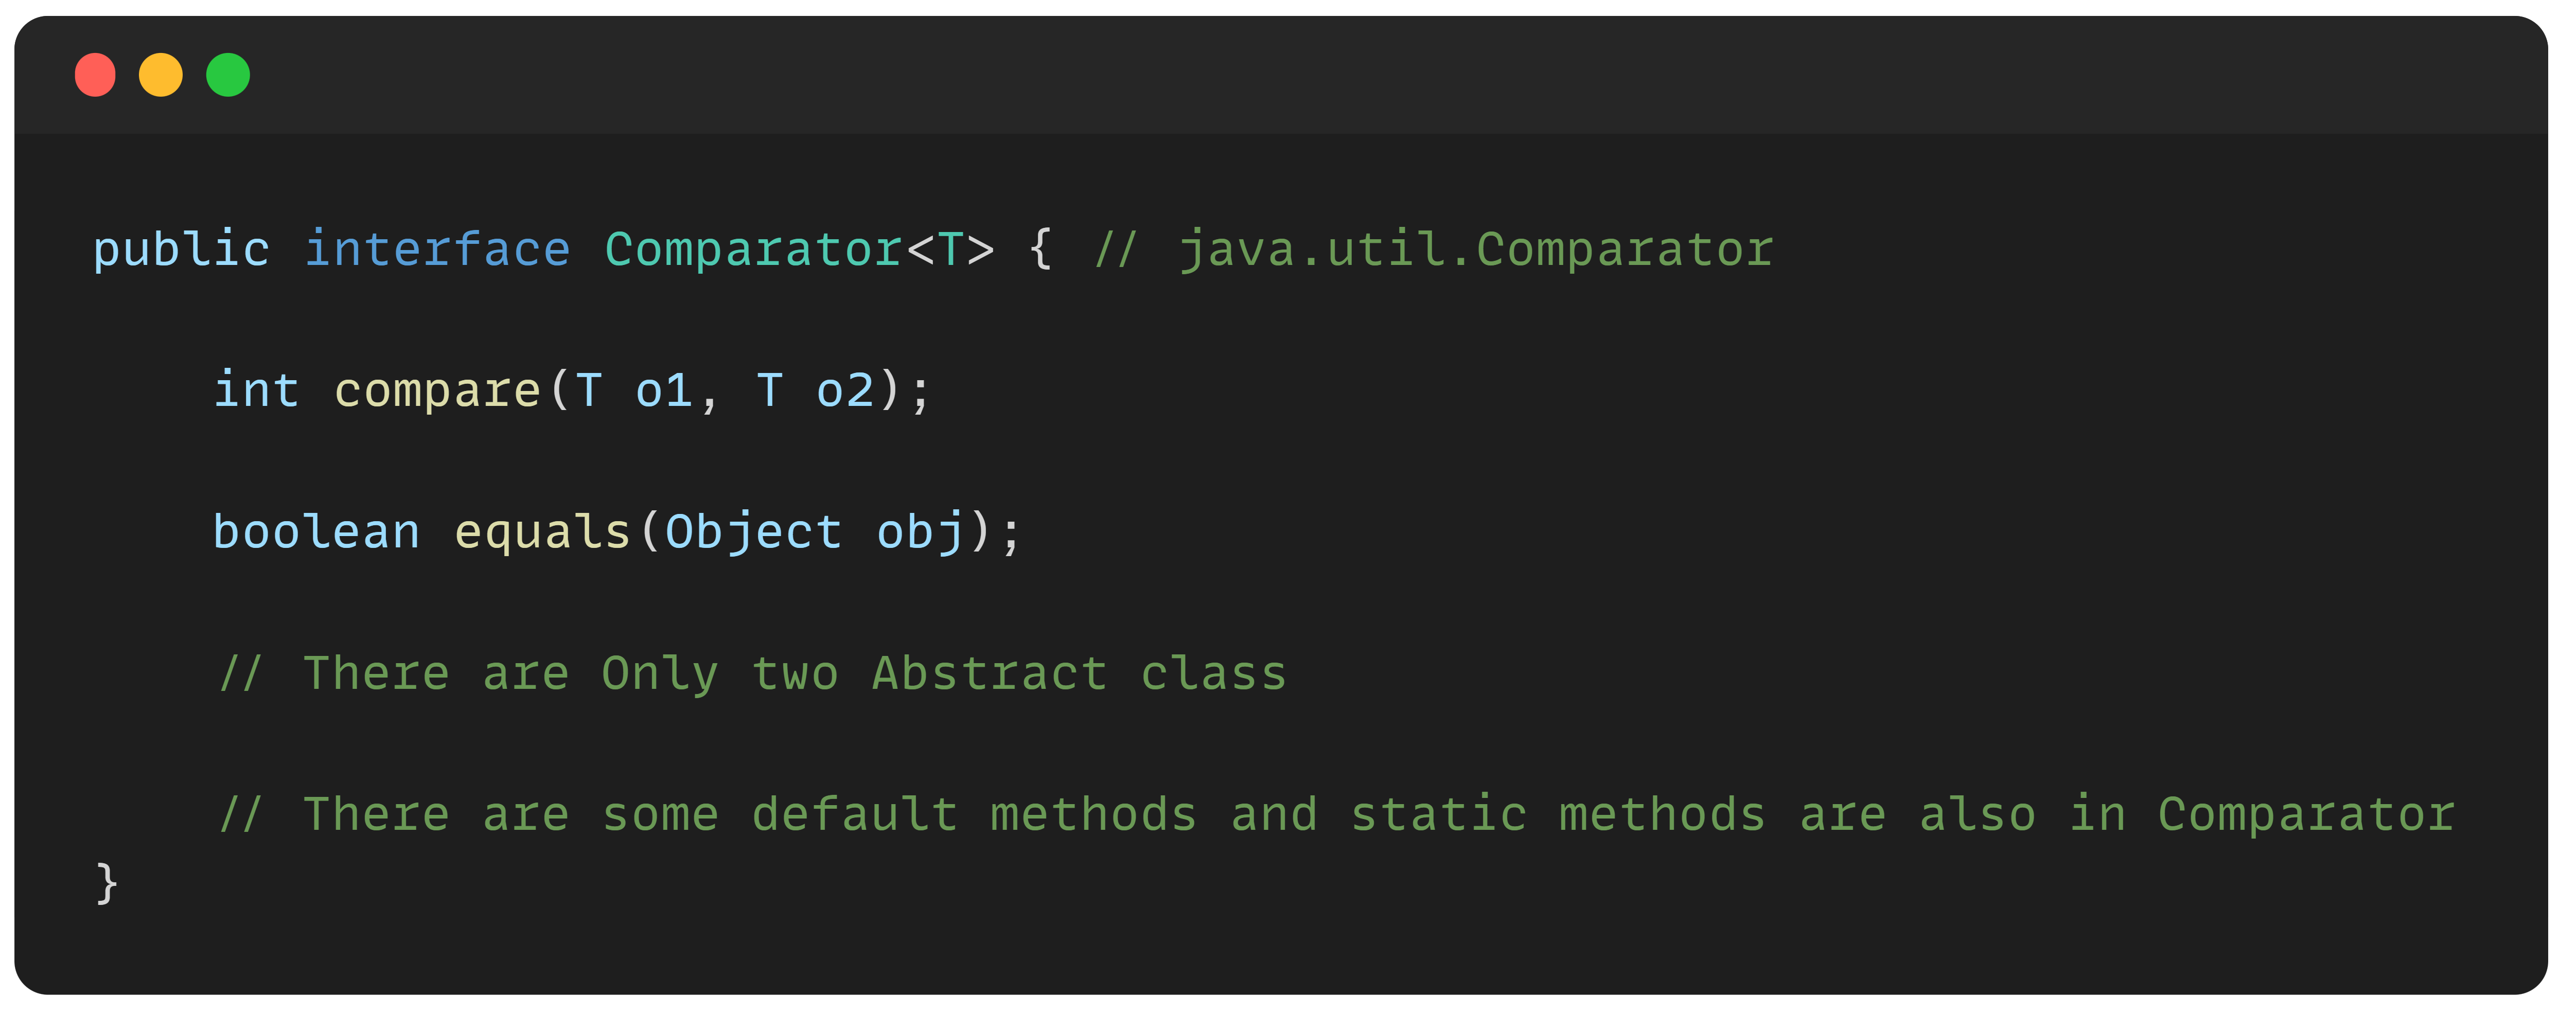 public interface Comparator<T> { // java.util.Comparator
int compare(T o1, T o2);
boolean equals(Object obj);
// There are Only two Abstract class
// There are some default methods and static methods are also in Comparator
}